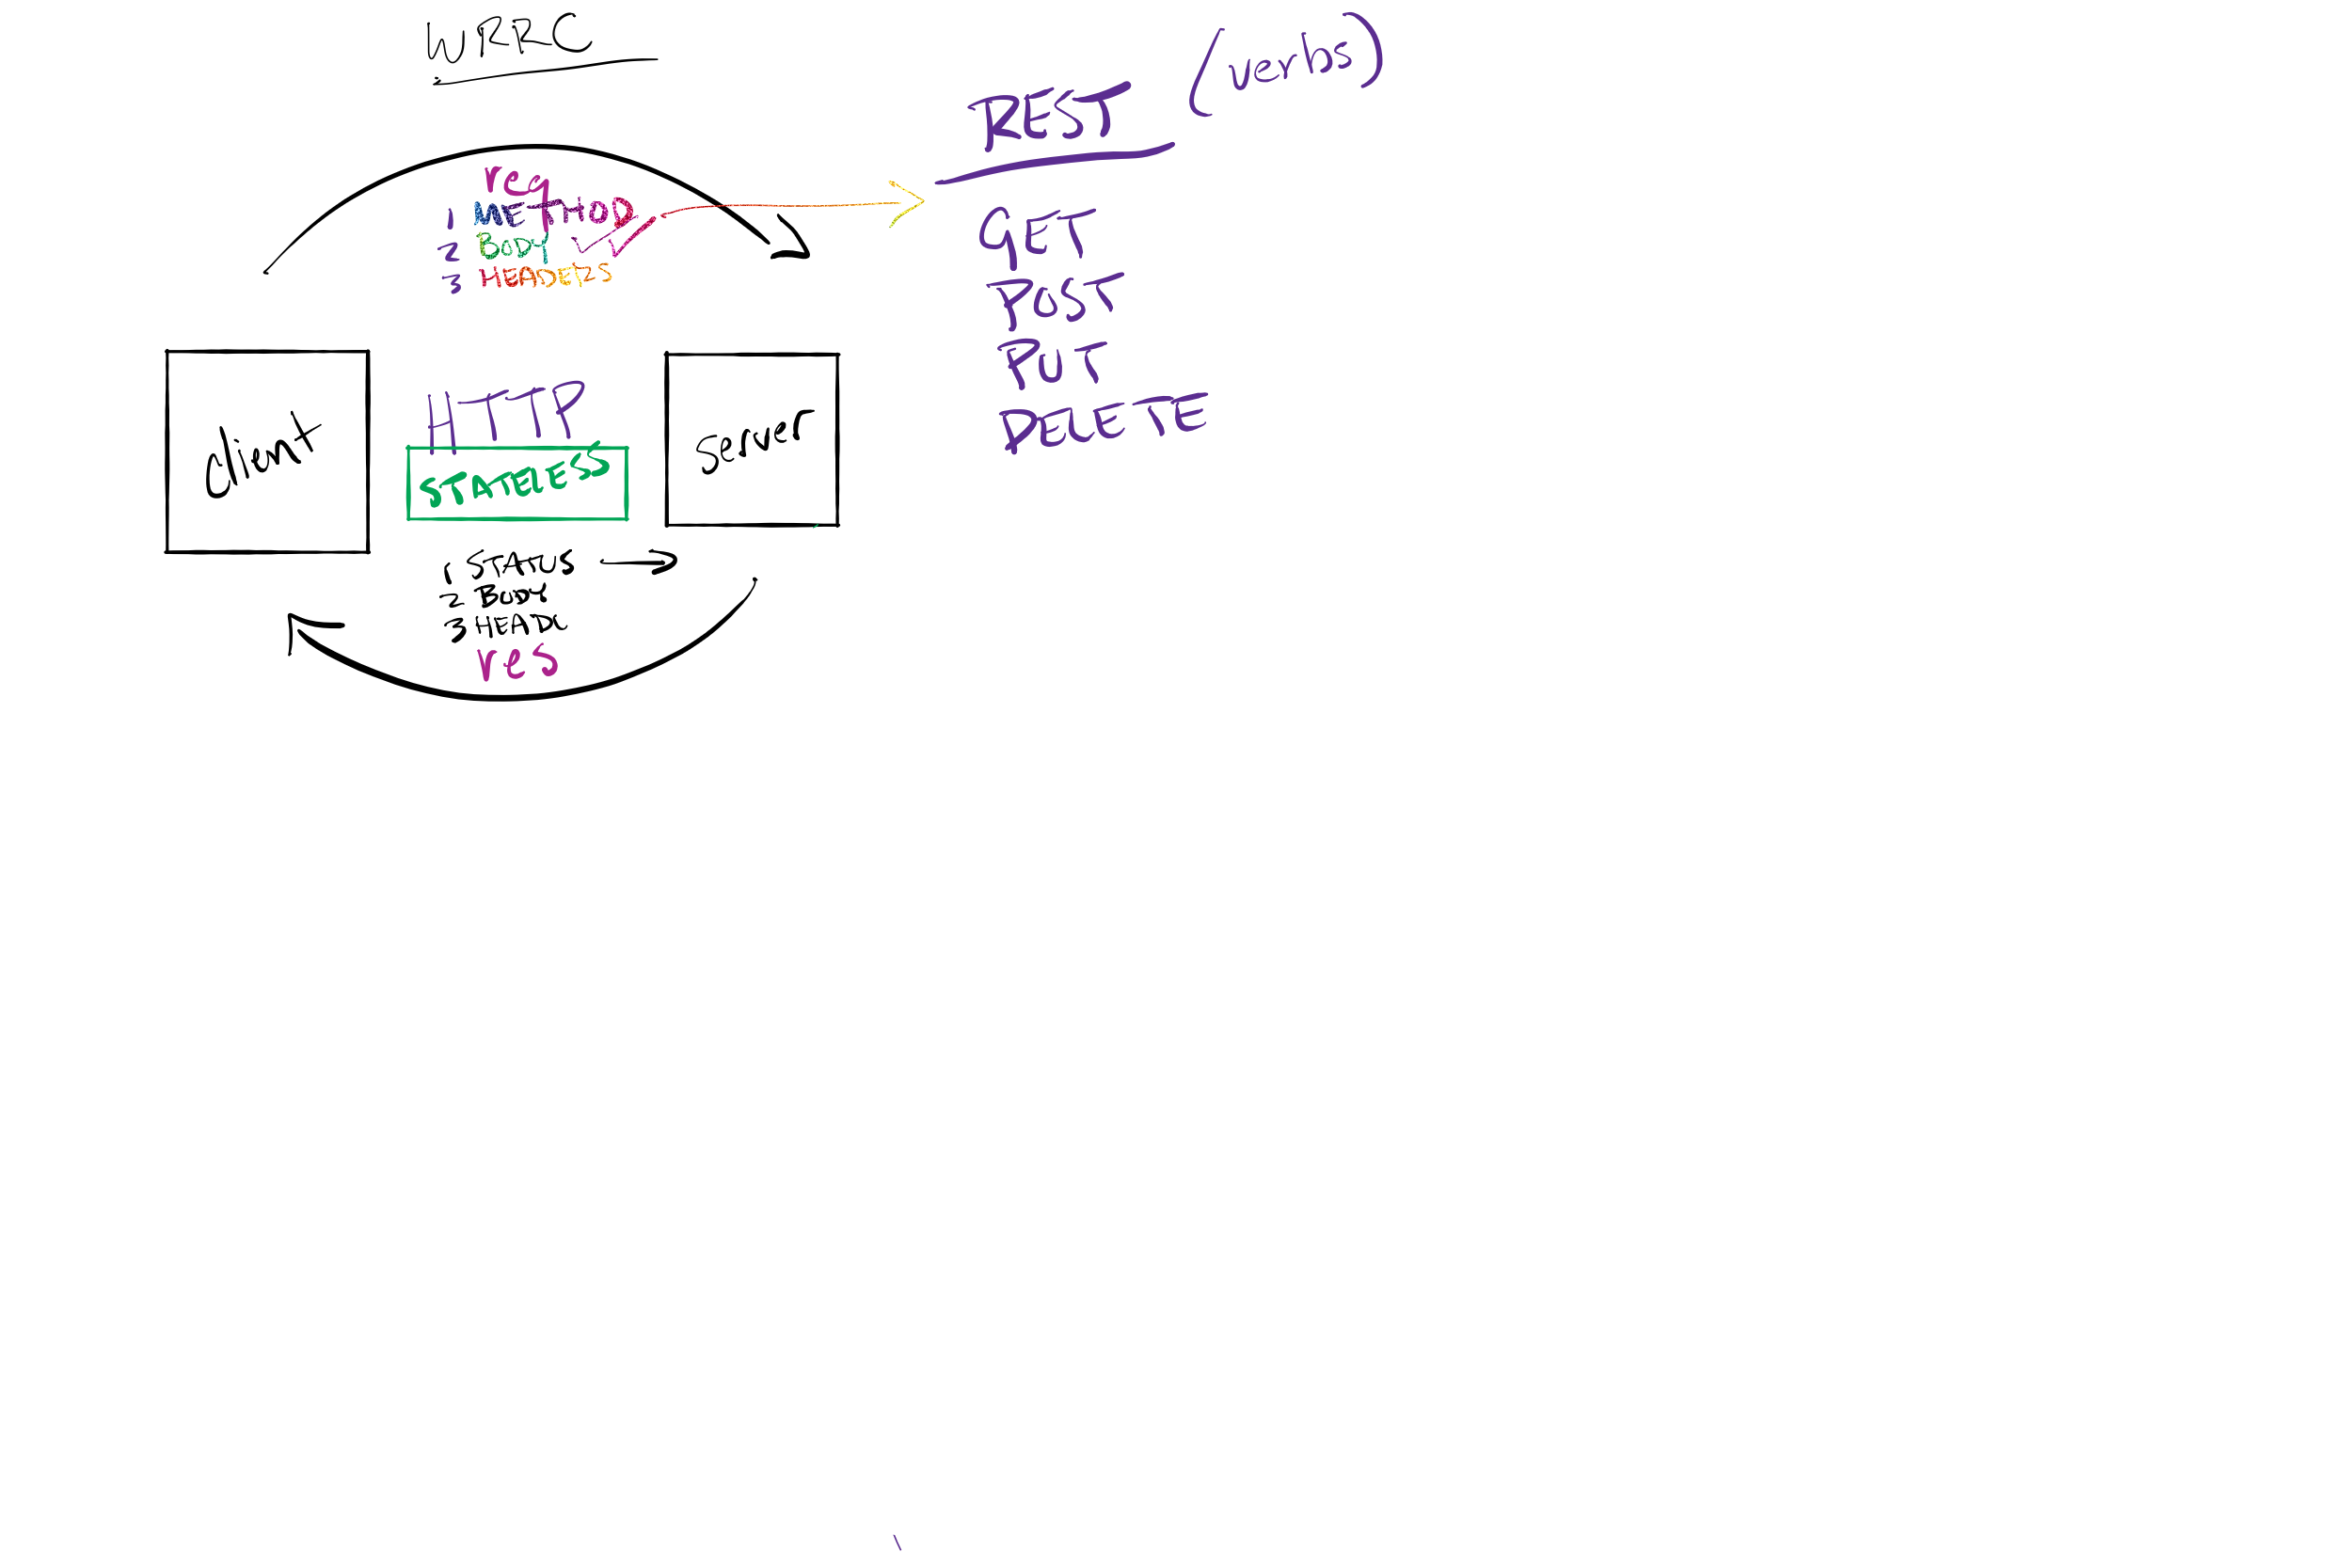 WRRC
req
1 METHOD
2 BODY
3 HEADERS
Client
HTTP
STATELESS
server
1 STATUS
2 BODY
3 HEAD
res
REST (verbs)
GET
POST
PUT
DELETE